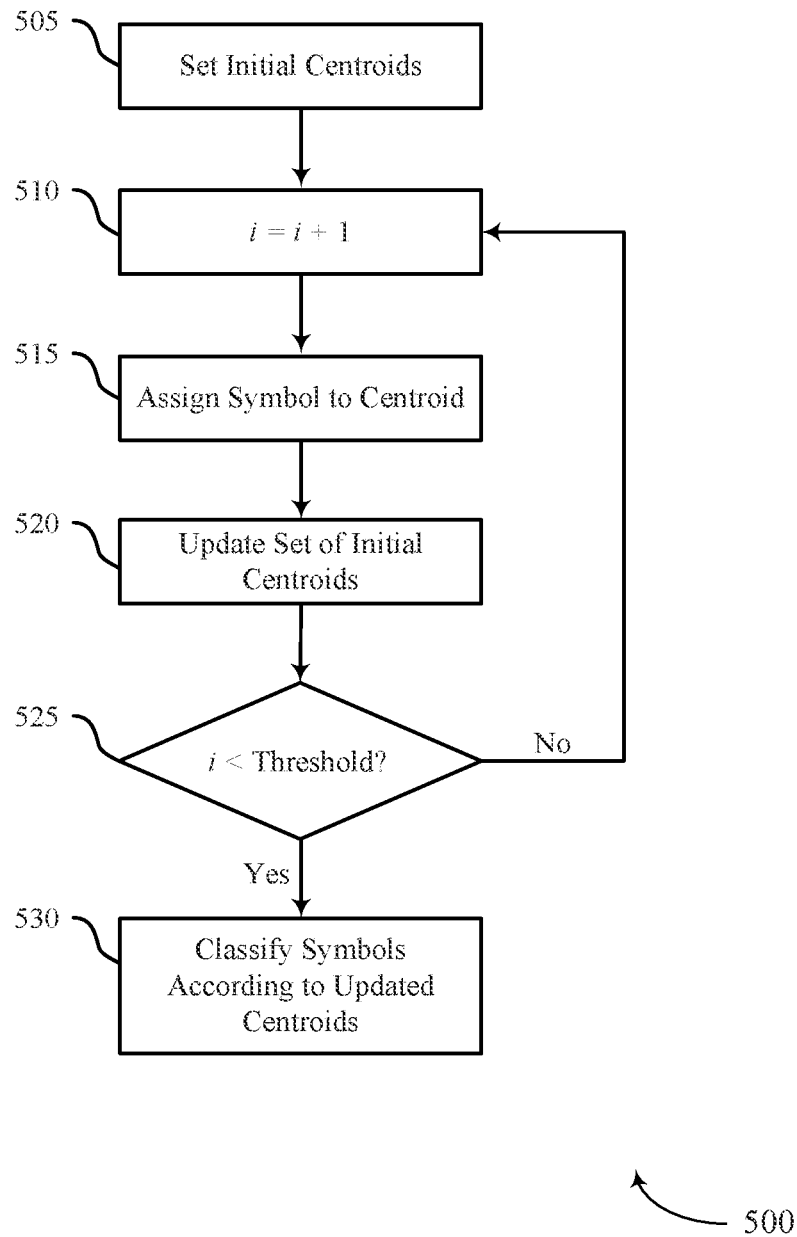 505
Set Initial Centroids
510
i = i + 1
515
Assign Symbol to Centroid
520
Update Set of Initial
Centroids
525
i < Threshold?
No
Yes
530
Classify Symbols
According to Updated
Centroids
500